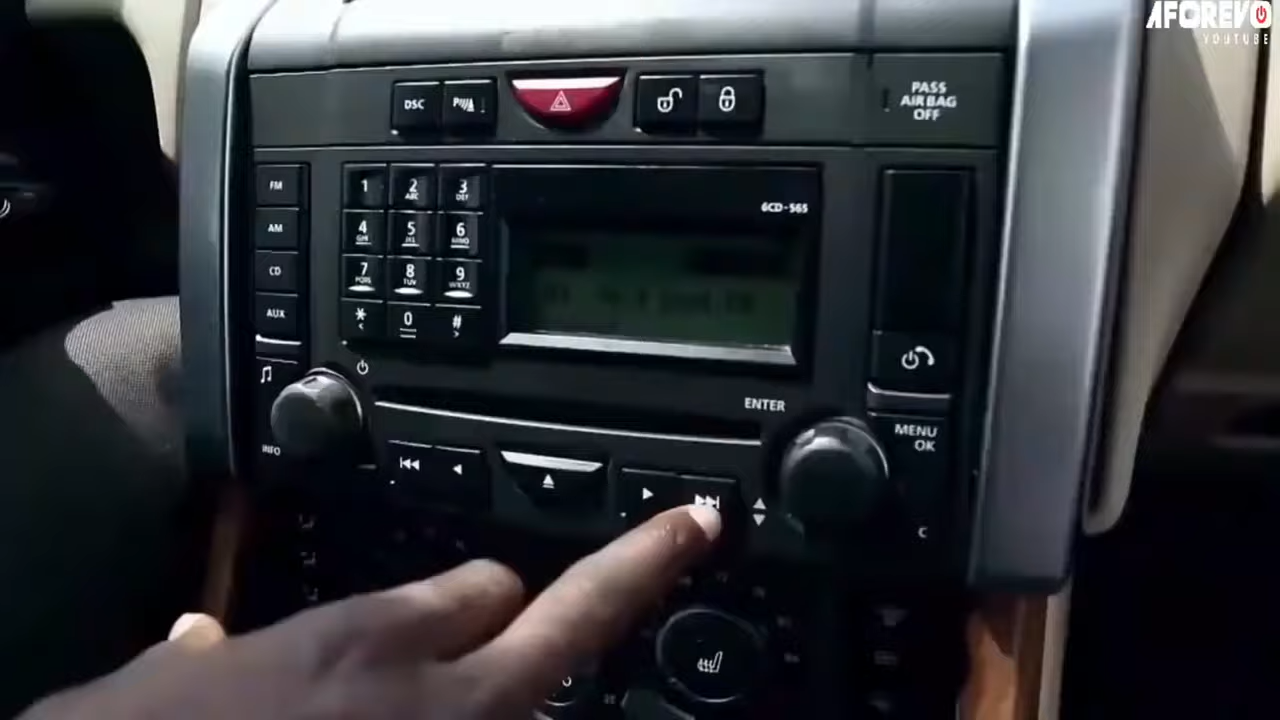 AFOREVO
YOUTUBE
DSC
PASS
AIR BAG
OFF
FM
AM
CD
AUX
1
2
ABC
3
DEF
4
GHI
5
JKL
6
MNO
7
PQRS
8
TUV
9
WXYZ
*
<
0
#
>
6CD-565
ENTER
MENU
OK
INFO
C